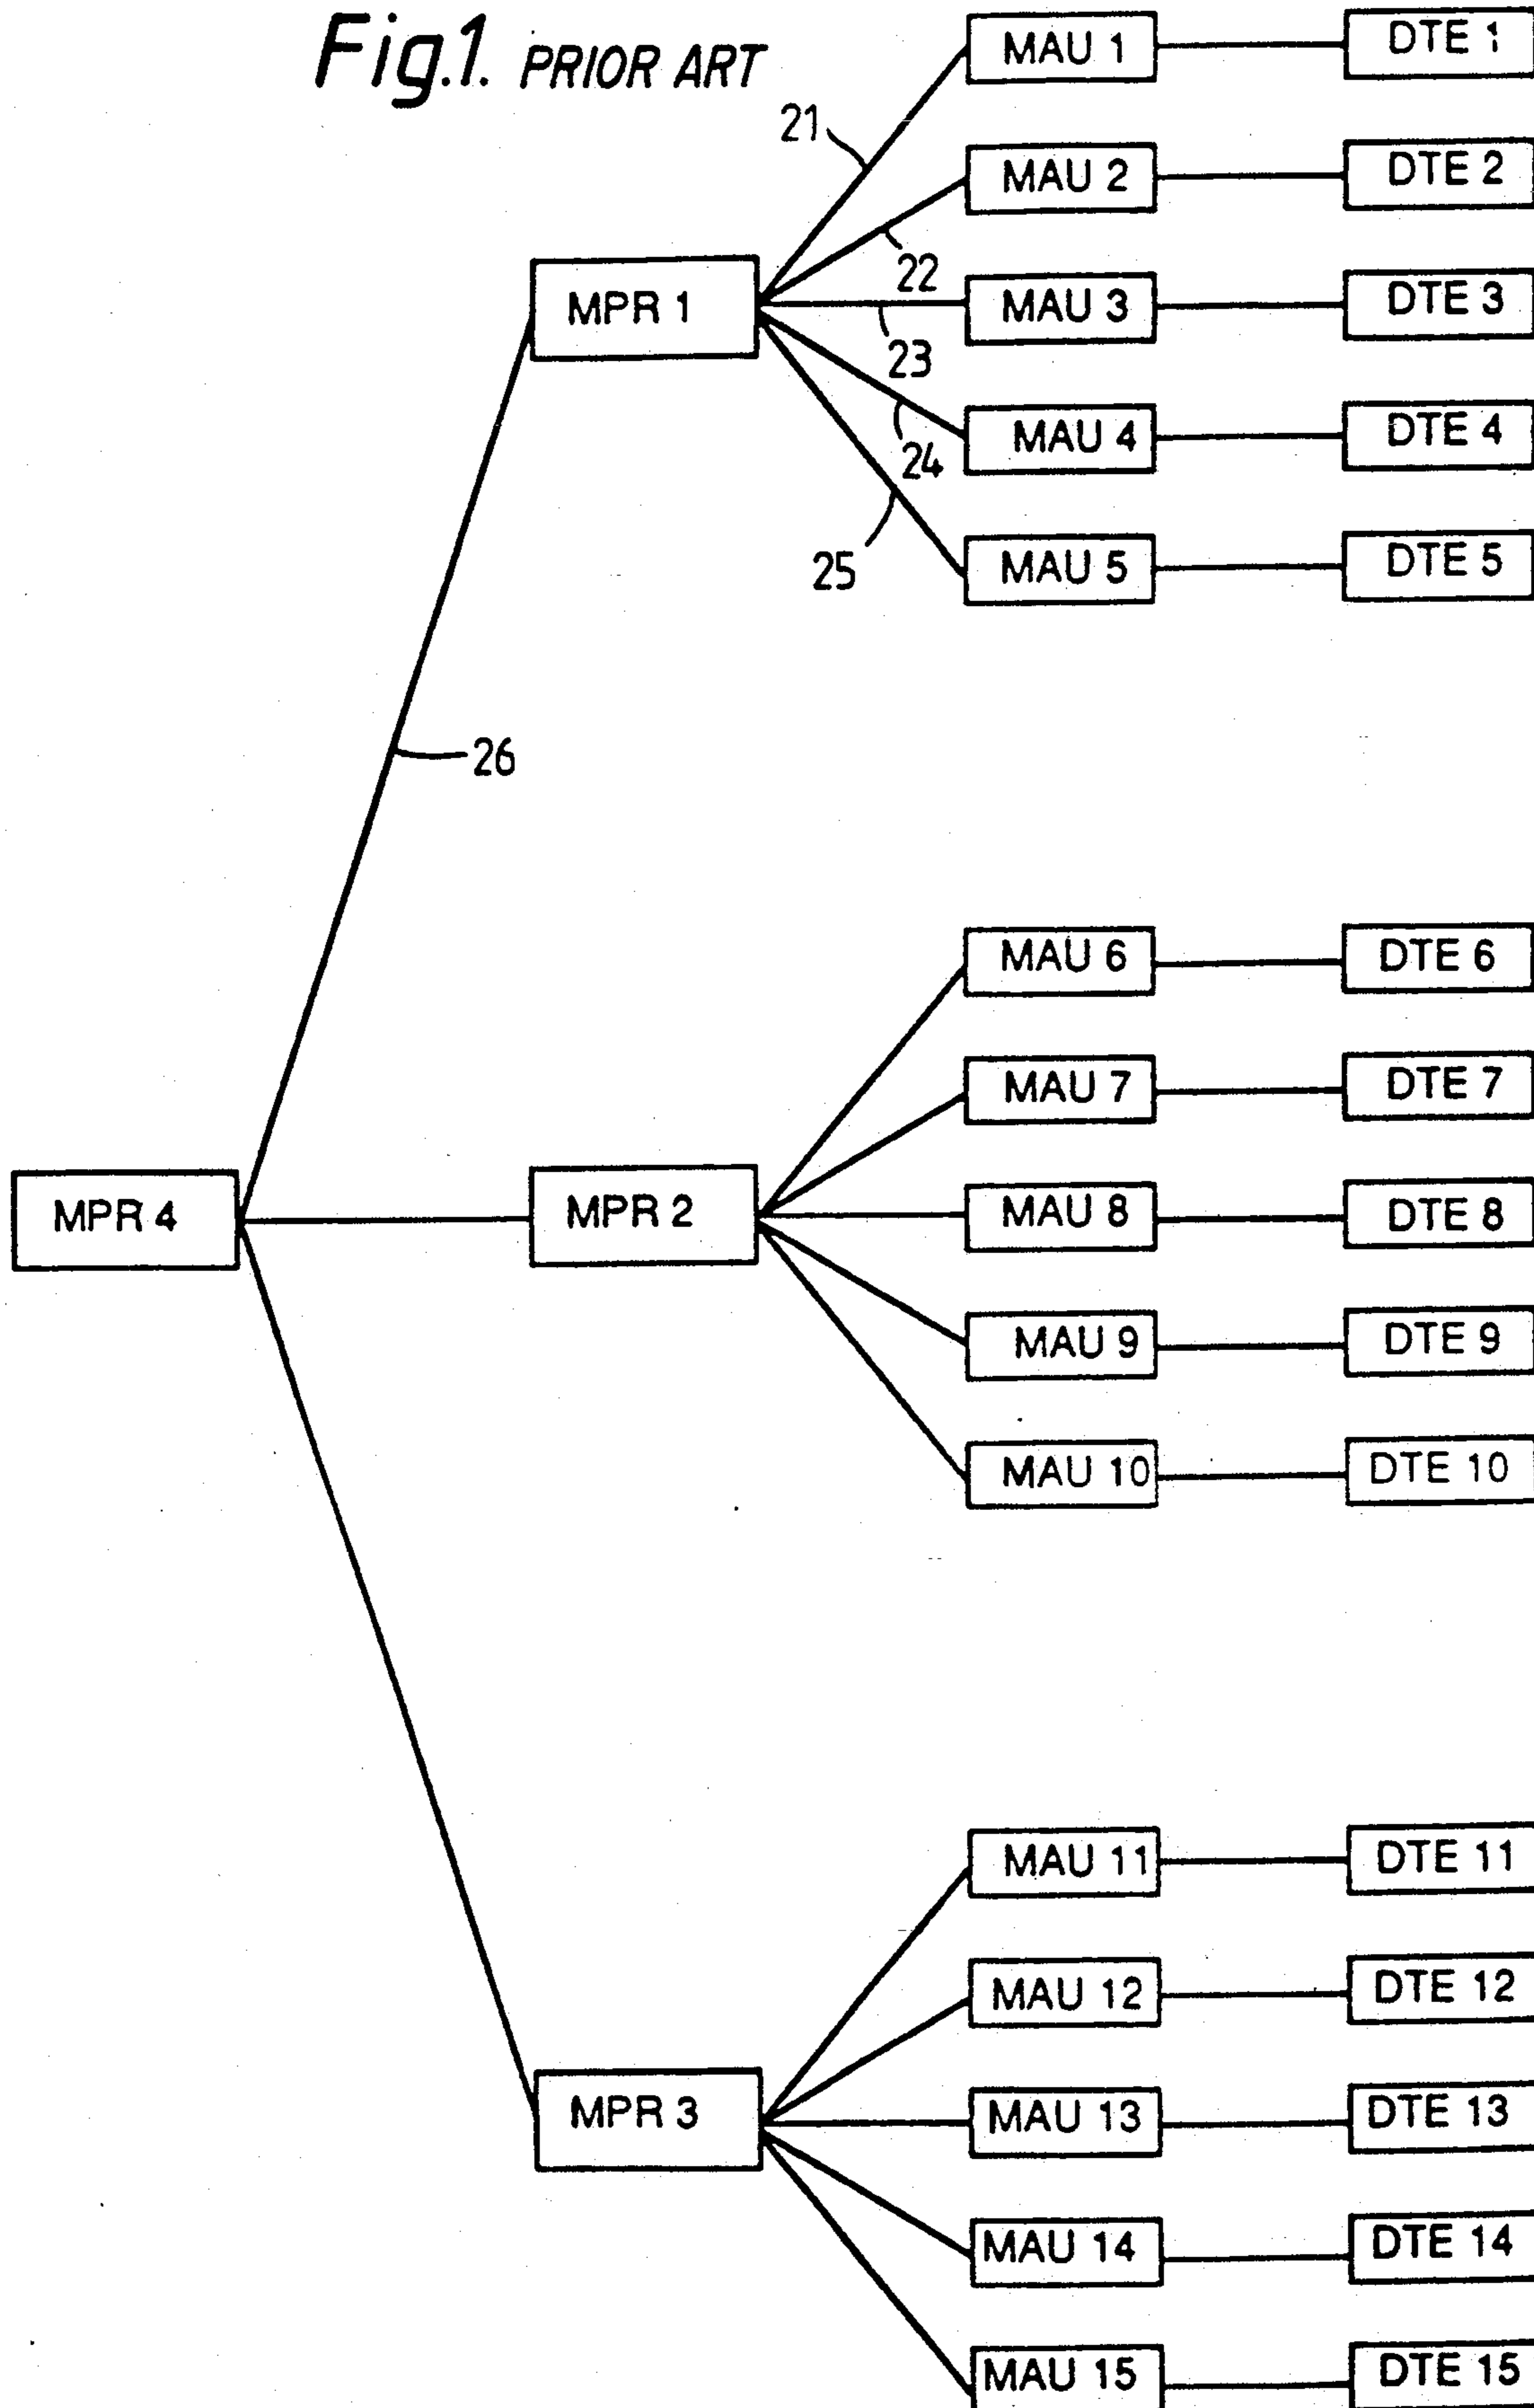 Fig.1. PRIOR ART
MAU 1 DTE 1
21
MAU 2 DTE 2
22
MPR 1 MAU 3 DTE 3
23
MAU 4 DTE 4
24
25 MAU 5 DTE 5
26
MAU 6 DTE 6
MAU 7 DTE 7
MPR 4 MPR 2 MAU 8 DTE 8
MAU 9 DTE 9
MAU 10 DTE 10
MAU 11 DTE 11
MAU 12 DTE 12
MPR 3 MAU 13 DTE 13
MAU 14 DTE 14
MAU 15 DTE 15